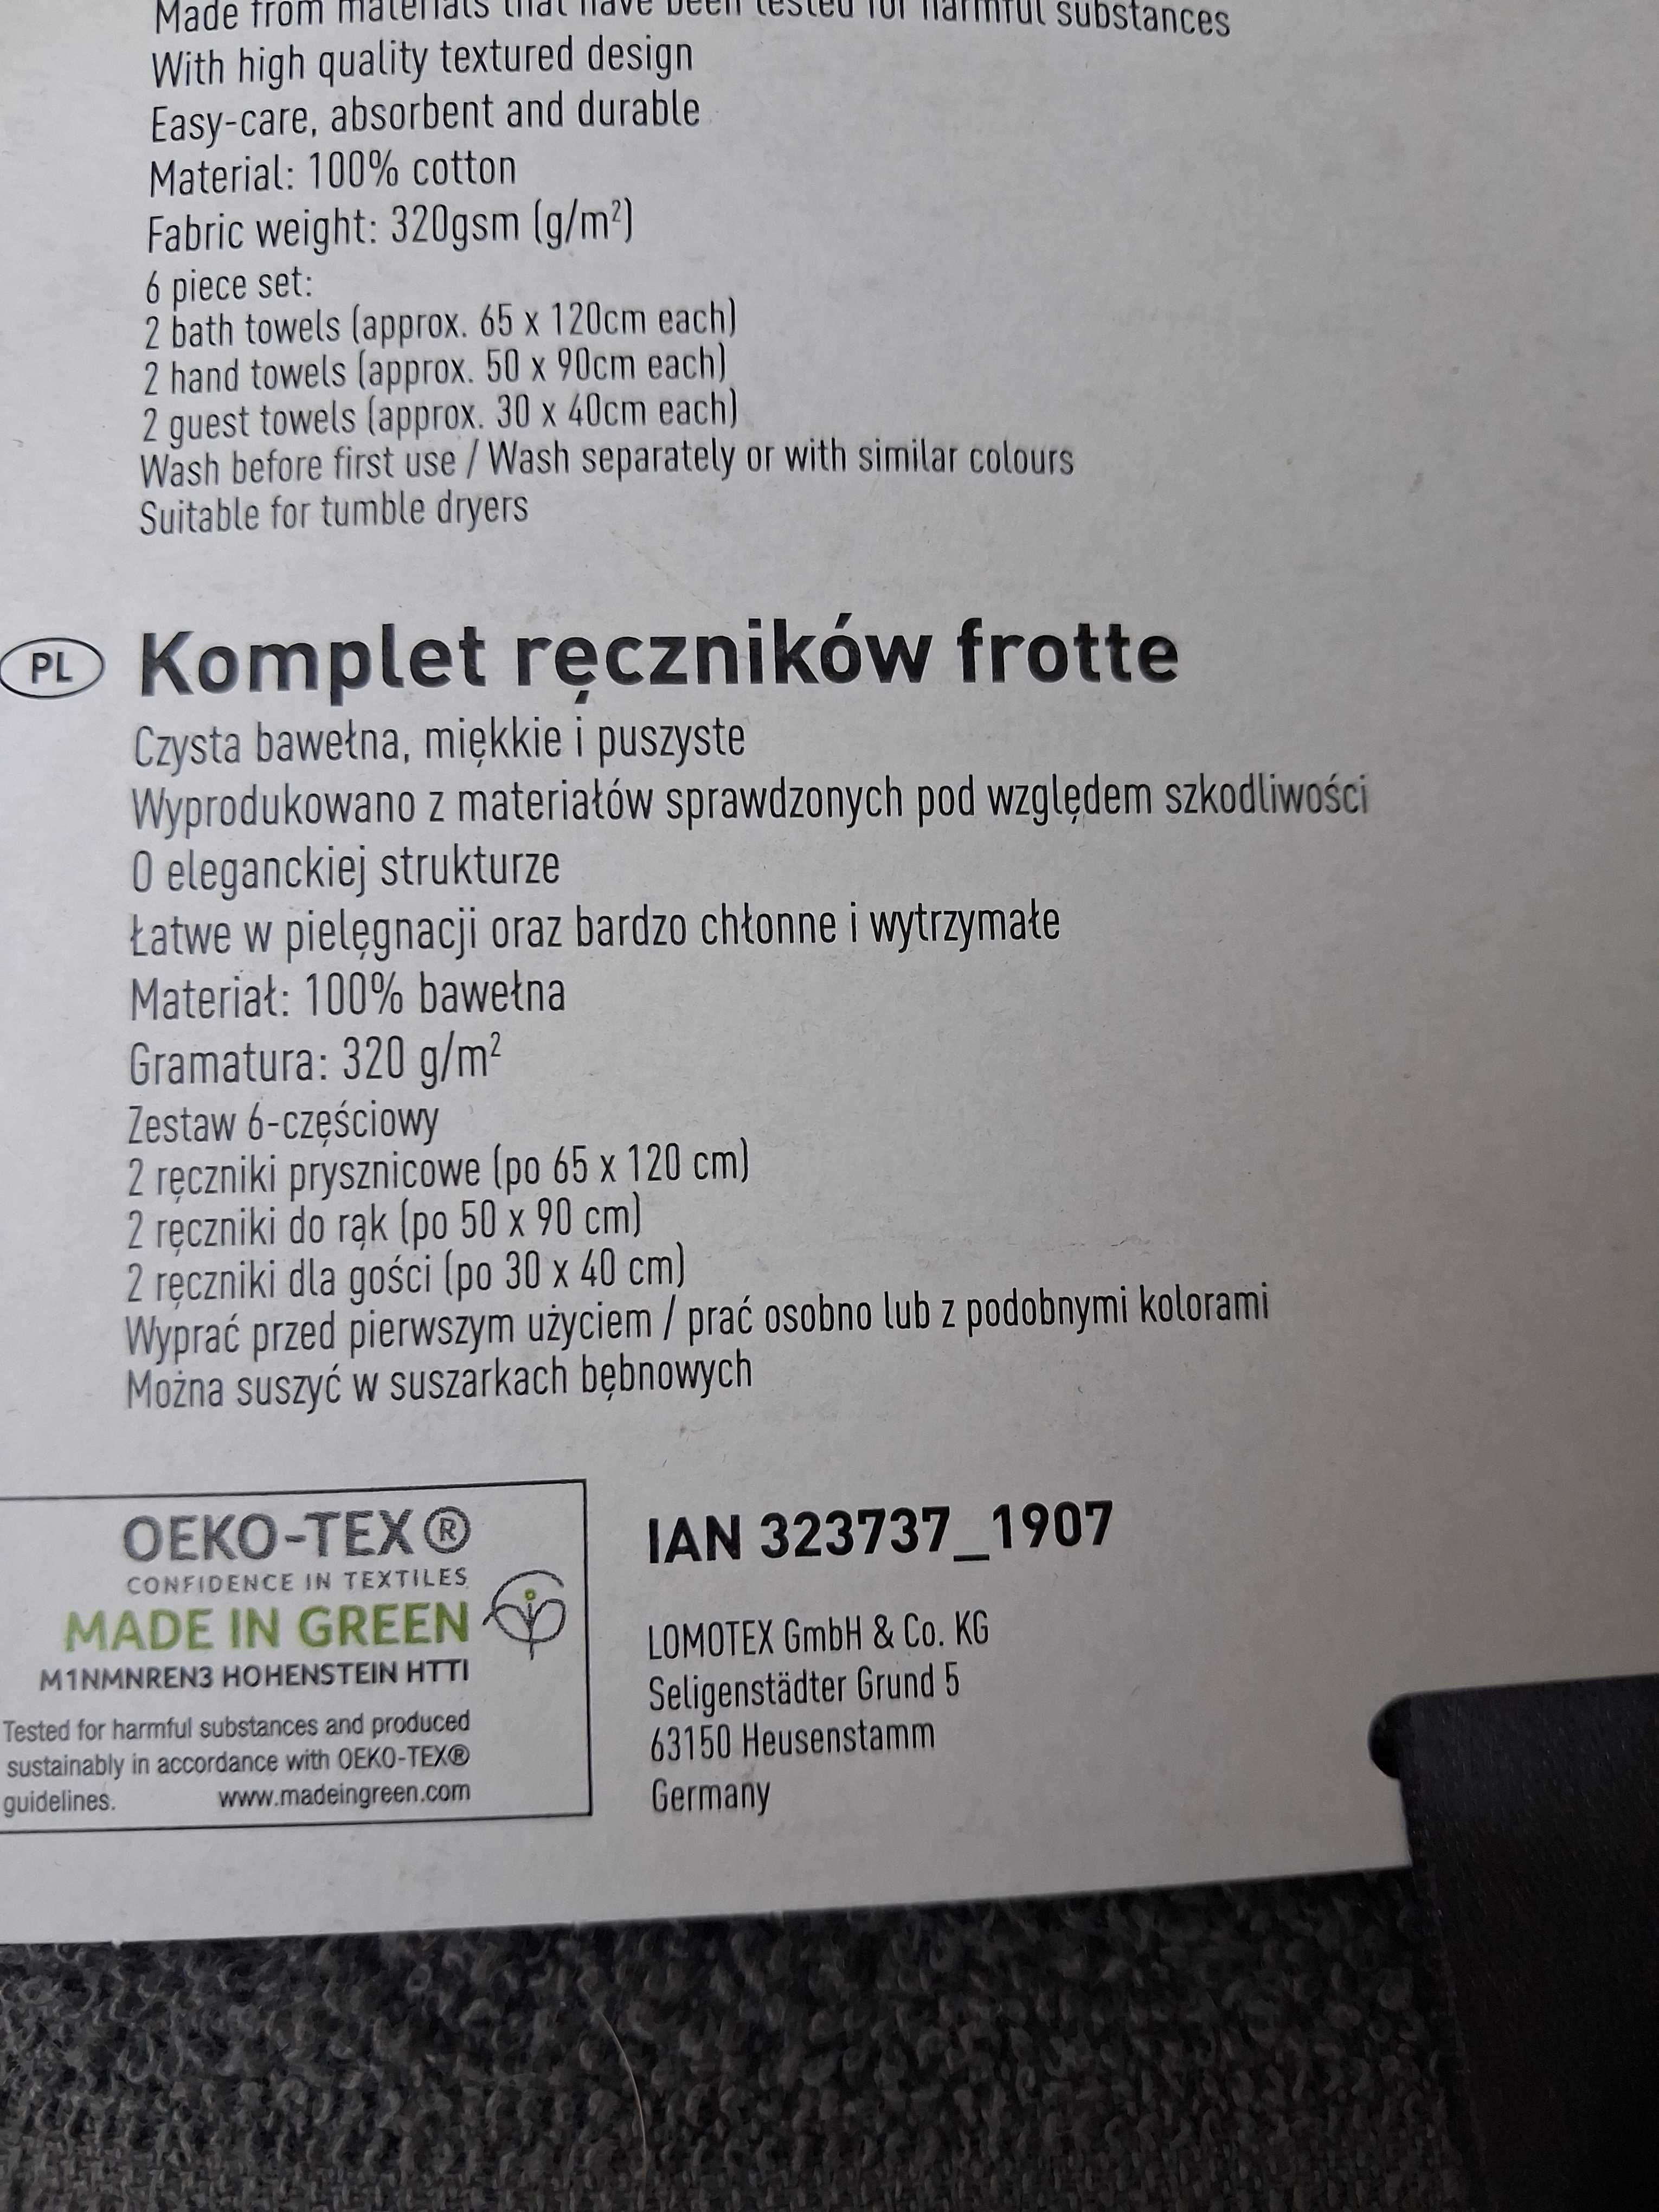 Made from materials that have been tested for harmful substances
With high quality textured design
Easy-care, absorbent and durable
Material: 100% cotton
Fabric weight: 320gsm (g/m²)
6 piece set:
2 bath towels (approx. 65 x 120cm each)
2 hand towels (approx. 50 x 90cm each)
2 guest towels (approx. 30 x 40cm each)
Wash before first use / Wash separately or with similar colours
Suitable for tumble dryers
PL Komplet ręczników frotte
Czysta bawełna, miękkie i puszyste
Wyprodukowano z materiałów sprawdzonych pod względem szkodliwości
O eleganckiej strukturze
Łatwe w pielęgnacji oraz bardzo chłonne i wytrzymałe
Materiał: 100% bawełna
Gramatura: 320 g/m²
Zestaw 6-częściowy
2 ręczniki prysznicowe (po 65 x 120 cm)
2 ręczniki do rąk (po 50 x 90 cm)
2 ręczniki dla gości (po 30 x 40 cm)
Wyprać przed pierwszym użyciem / prać osobno lub z podobnymi kolorami
Można suszyć w suszarkach bębnowych
OEKO-TEX®
CONFIDENCE IN TEXTILES
MADE IN GREEN
M1NMNREN3 HOHENSTEIN HTTI
Tested for harmful substances and produced
sustainably in accordance with OEKO-TEX®
guidelines. www.madeingreen.com
IAN 323737_1907
LOMOTEX GmbH & Co. KG
Seligenstädter Grund 5
63150 Heusenstamm
Germany